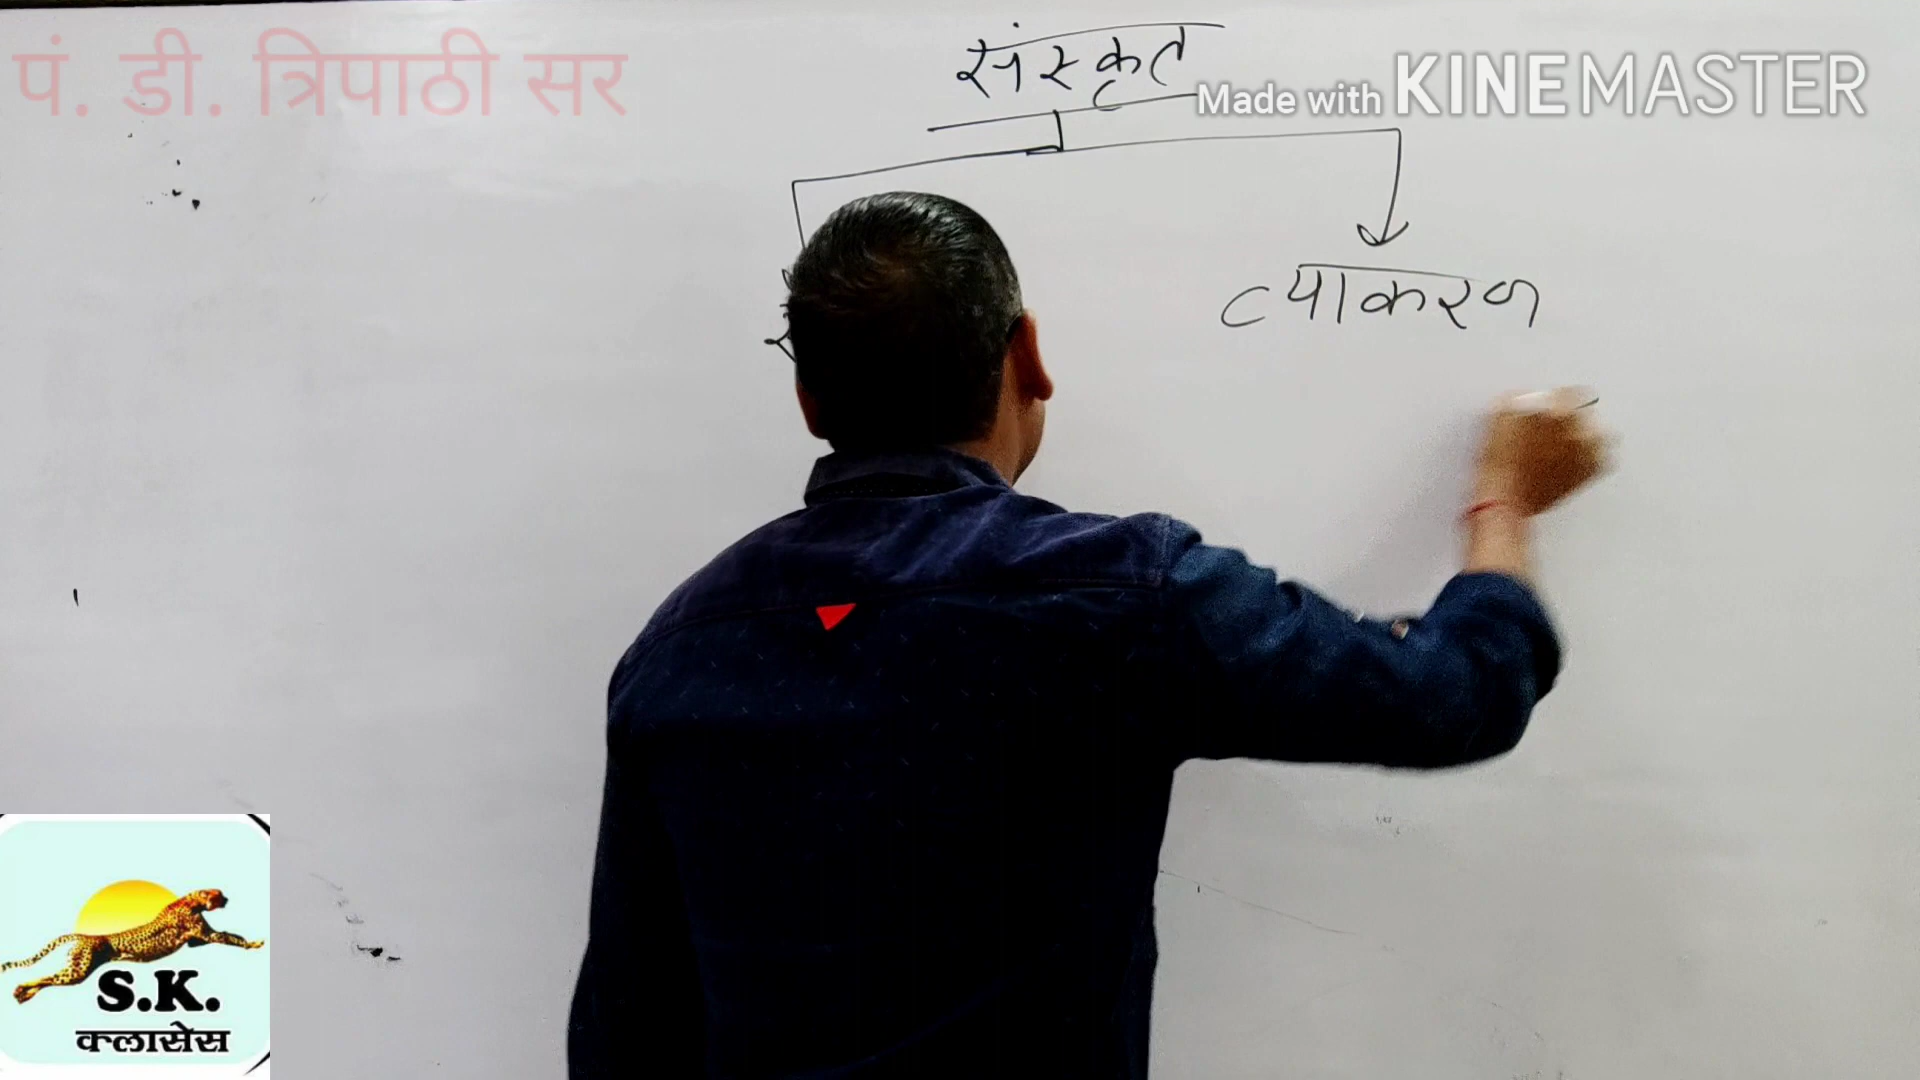 पं. डी. त्रिपाठी सर
संस्कृत
Made with KINEMASTER
व्याकरण
S.K.
क्लासेस